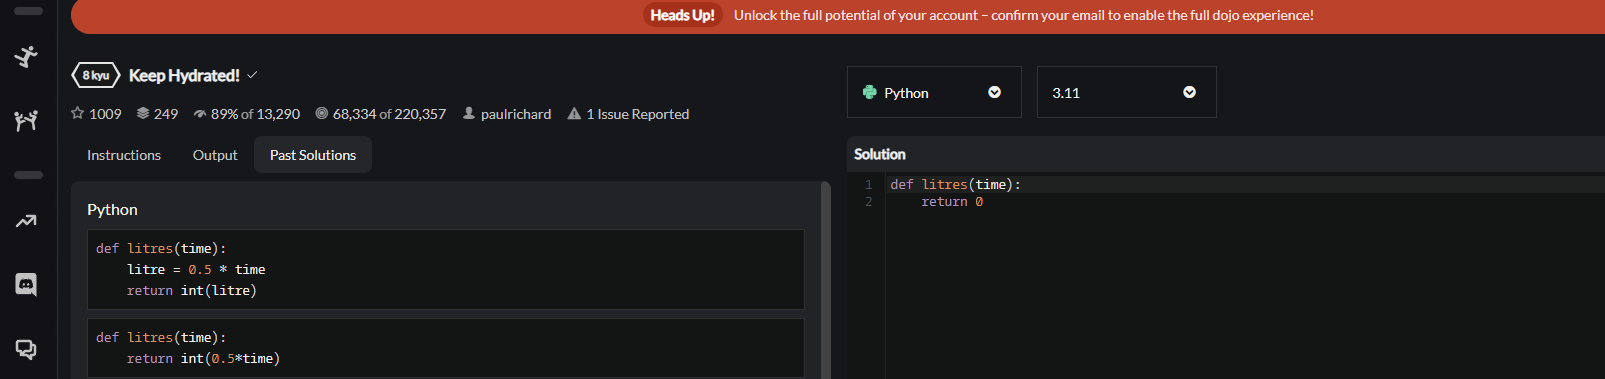 Heads Up! Unlock the full potential of your account – confirm your email to enable the full dojo experience!
8 kyu Keep Hydrated!
1009 249 89% of 13,290 68,334 of 220,357 paulrichard 1 Issue Reported
Instructions Output Past Solutions
Python
def litres(time):
    litre = 0.5 * time
    return int(litre)
def litres(time):
    return int(0.5*time)
Python 3.11
Solution
1 def litres(time):
2     return 0